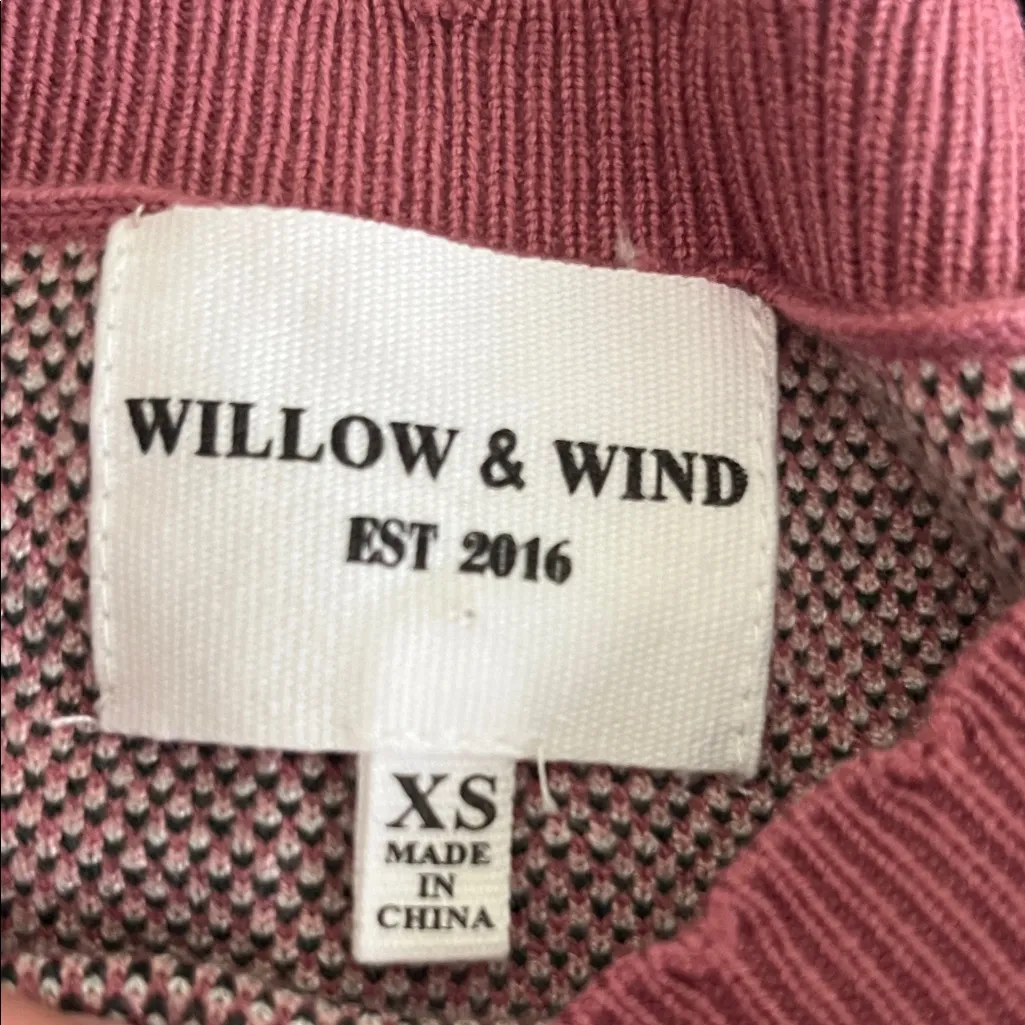 WILLOW & WIND
EST 2016
XS
MADE
IN
CHINA